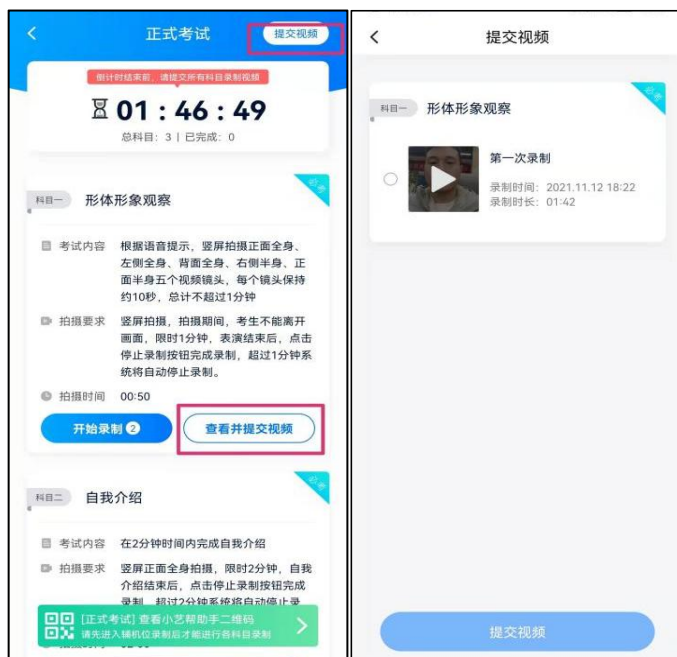 正式考试
提交视频
倒计时结束前，请提交所有科目录制视频
01 : 46 : 49
总科目：3 | 已完成：0
必考
科目一 形体形象观察
考试内容 根据语音提示，竖屏拍摄正面全身、
左侧全身、背面全身、右侧半身、正
面半身五个视频镜头，每个镜头保持
约10秒，总计不超过1分钟
拍摄要求 竖屏拍摄，拍摄期间，考生不能离开
画面，限时1分钟，表演结束后，点击
停止录制按钮完成录制，超过1分钟系
统将自动停止录制。
拍摄时间 00:50
开始录制 2
查看并提交视频
必考
科目二 自我介绍
考试内容 在2分钟时间内完成自我介绍
拍摄要求 竖屏正面全身拍摄，限时2分钟，自我
介绍结束后，点击停止录制按钮完成
录制，超过2分钟系统将自动停止录
[正式考试] 查看小艺帮助手二维码
请先进入辅机位录制后才能进行各科目录制
提交视频
必考
科目一 形体形象观察
第一次录制
录制时间：2021.11.12 18:22
录制时长：01:42
提交视频